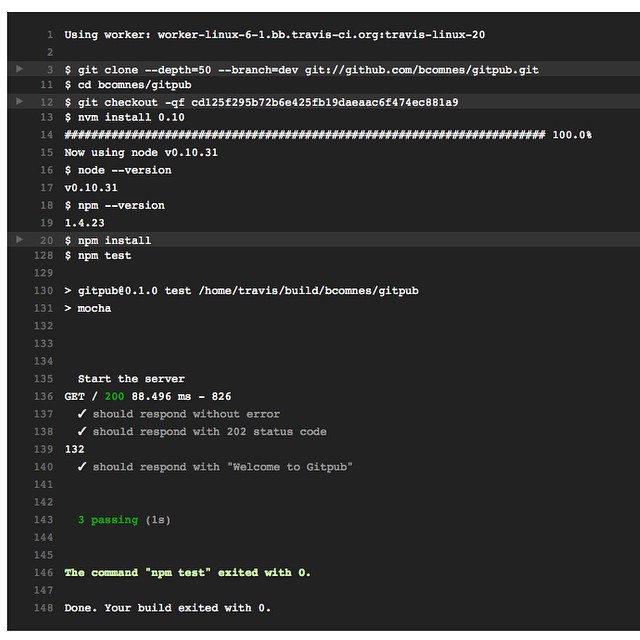 1 Using worker: worker-linux-6-1.bb.travis-ci.org:travis-linux-20
2
3 $ git clone --depth=50 --branch=dev git://github.com/bcomnes/gitpub.git
11 $ cd bcomnes/gitpub
12 $ git checkout -qf cd125f295b72b6e425fb19daeaac6f474ec881a9
13 $ nvm install 0.10
14 ######################################################################## 100.0%
15 Now using node v0.10.31
16 $ node --version
17 v0.10.31
18 $ npm --version
19 1.4.23
20 $ npm install
128 $ npm test
129
130 > gitpub@0.1.0 test /home/travis/build/bcomnes/gitpub
131 > mocha
132
133
134
135 Start the server
136 GET / 200 88.496 ms - 826
137 ✓ should respond without error
138 ✓ should respond with 202 status code
139 132
140 ✓ should respond with "Welcome to Gitpub"
141
142
143 3 passing (1s)
144
145
146 The command "npm test" exited with 0.
147
148 Done. Your build exited with 0.